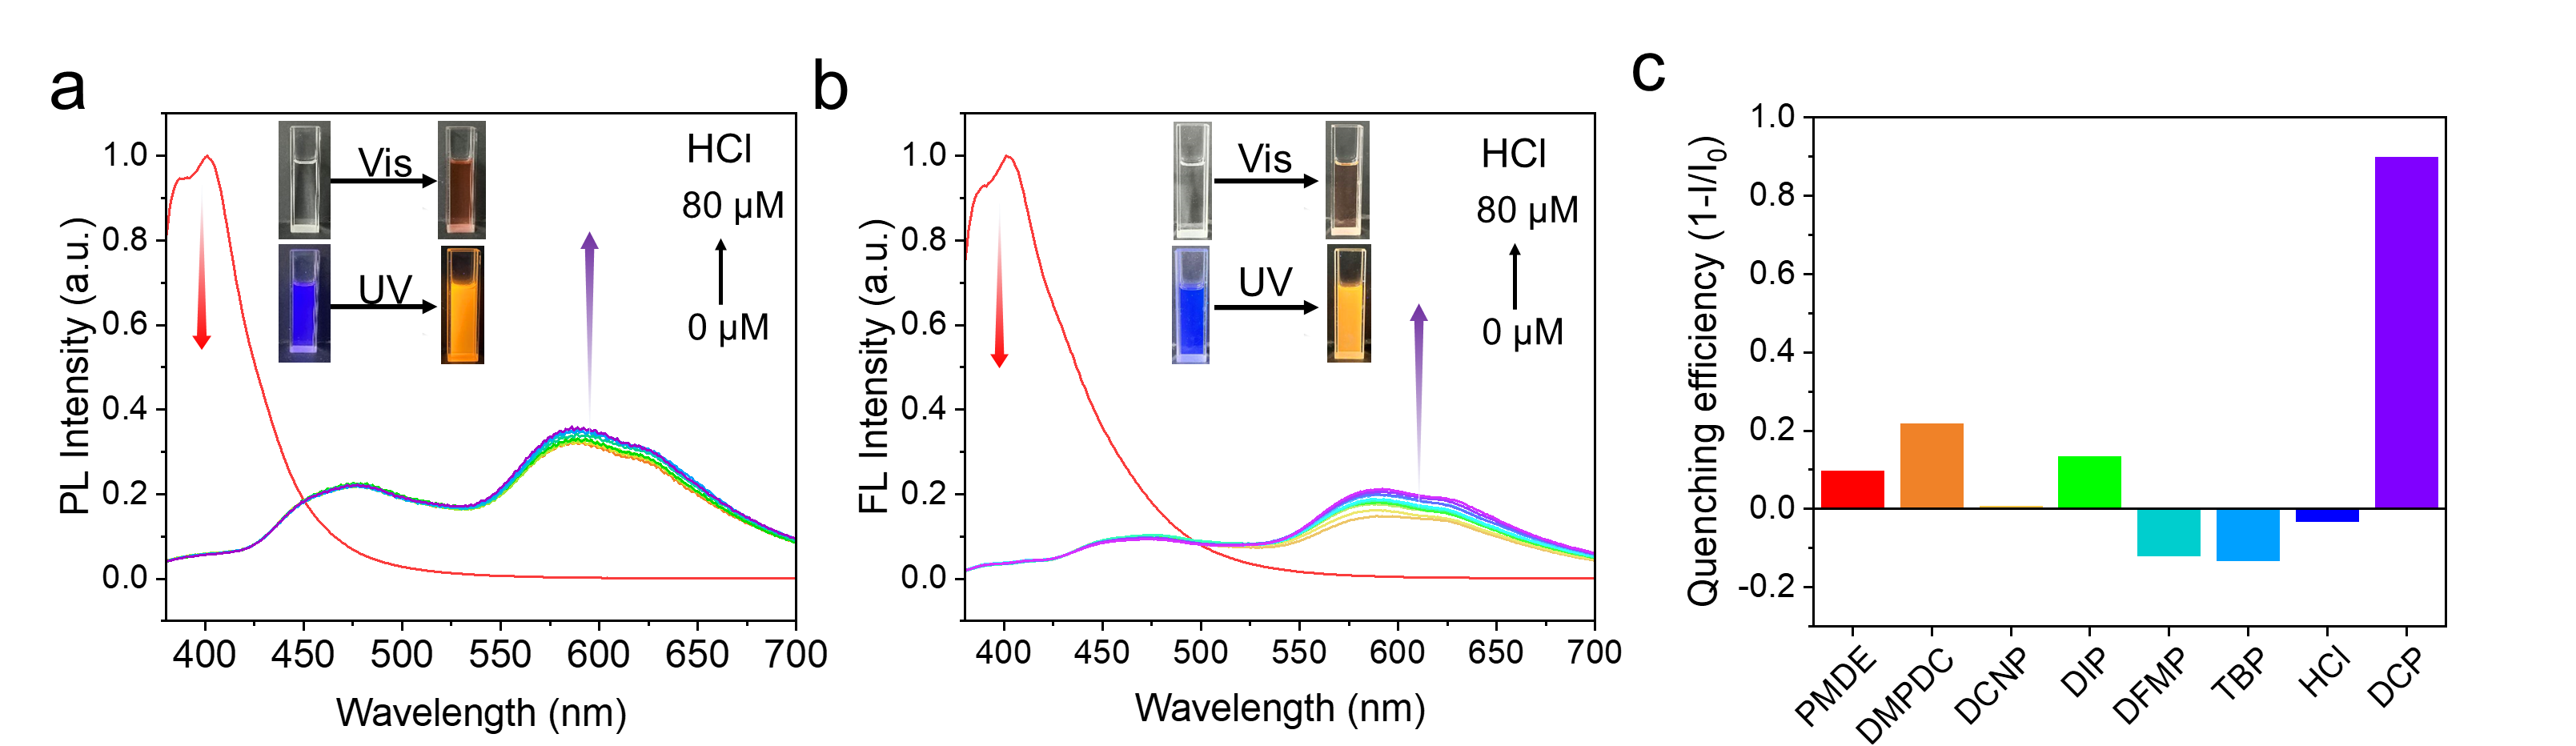 a
PL Intensity (a.u.)
1.0
0.8
0.6
0.4
0.2
0.0
Vis
UV
HCl
80 μM
0 μM
400 450 500 550 600 650 700
Wavelength (nm)
b
FL Intensity (a.u.)
1.0
0.8
0.6
0.4
0.2
0.0
Vis
UV
HCl
80 μM
0 μM
400 450 500 550 600 650 700
Wavelength (nm)
c
Quenching efficiency (1-I/I₀)
1.0
0.8
0.6
0.4
0.2
0.0
-0.2
PMDE DMPDC DCNP DIP DFMP TBP HCl DCP